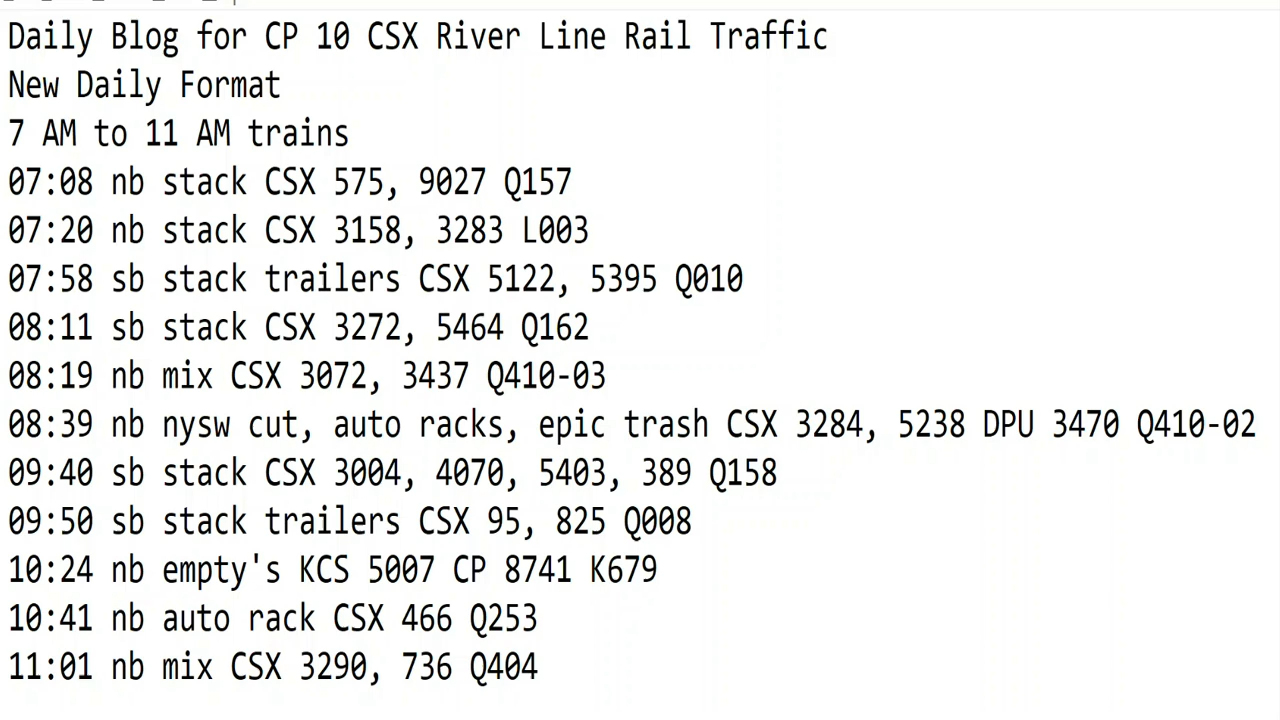 Daily Blog for CP 10 CSX River Line Rail Traffic
New Daily Format
7 AM to 11 AM trains
07:08 nb stack CSX 575, 9027 Q157
07:20 nb stack CSX 3158, 3283 L003
07:58 sb stack trailers CSX 5122, 5395 Q010
08:11 sb stack CSX 3272, 5464 Q162
08:19 nb mix CSX 3072, 3437 Q410-03
08:39 nb nysw cut, auto racks, epic trash CSX 3284, 5238 DPU 3470 Q410-02
09:40 sb stack CSX 3004, 4070, 5403, 389 Q158
09:50 sb stack trailers CSX 95, 825 Q008
10:24 nb empty's KCS 5007 CP 8741 K679
10:41 nb auto rack CSX 466 Q253
11:01 nb mix CSX 3290, 736 Q404